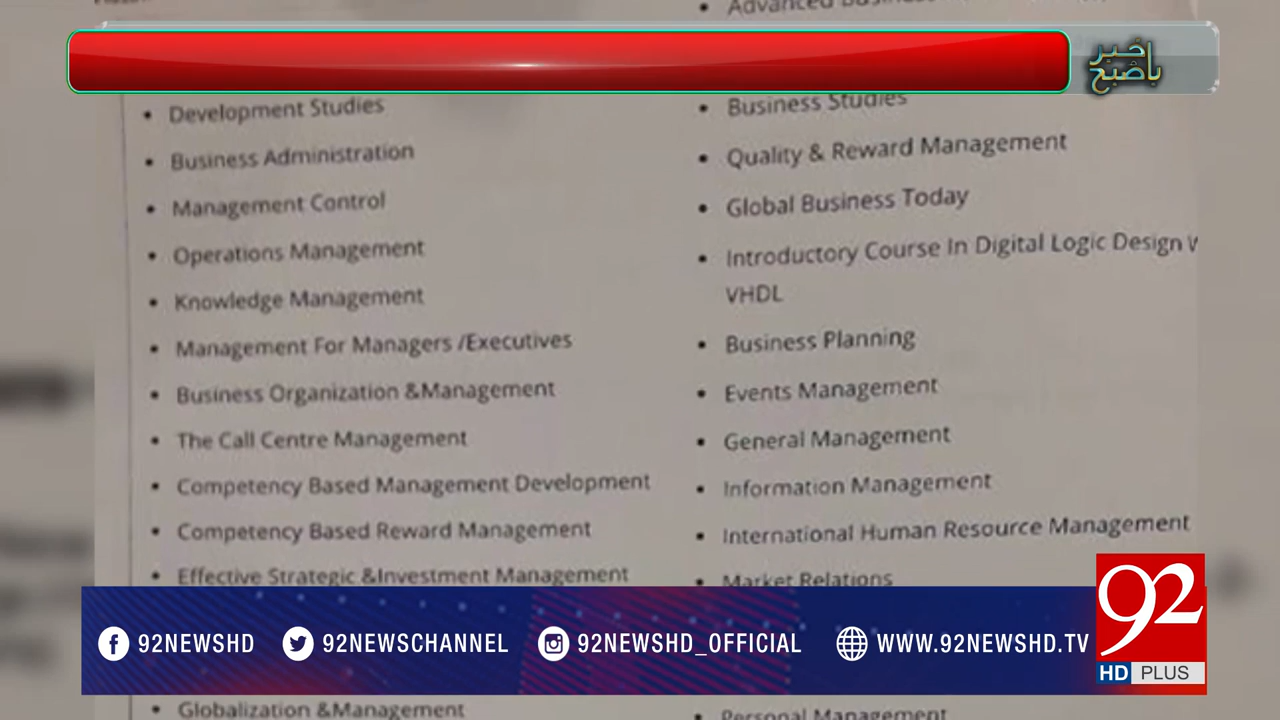 Advanced
باخبر
صبح
Development Studies
Business Administration
Management Control
Operations Management
Knowledge Management
Management For Managers /Executives
Business Organization &Management
The Call Centre Management
Competency Based Management Development
Competency Based Reward Management
Effective Strategic &Investment Management
Globalization &Management
Business Studies
Quality & Reward Management
Global Business Today
Introductory Course In Digital Logic Design
VHDL
Business Planning
Events Management
General Management
Information Management
International Human Resource Management
Market Relations
Personal Management
92NEWSHD
92NEWSCHANNEL
92NEWSHD_OFFICIAL
WWW.92NEWSHD.TV
92
HD PLUS